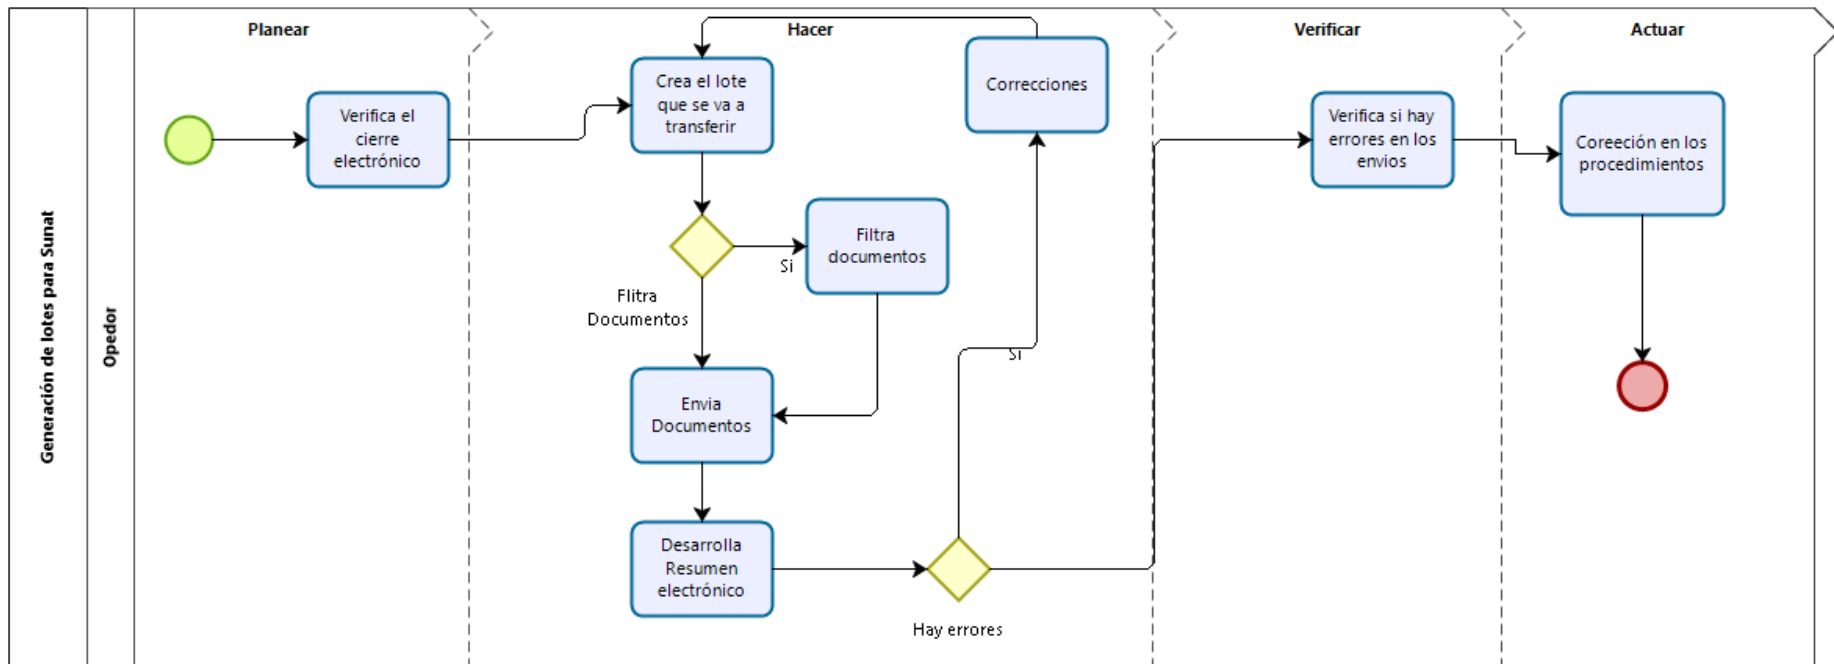 Generación de lotes para Sunat
Opedor
Planear
Hacer
Verificar
Actuar
Verifica el
cierre
electrónico
Crea el lote
que se va a
transferir
Correcciones
Si
Filtra
documentos
Flitra
Documentos
Envia
Documentos
Desarrolla
Resumen
electrónico
Hay errores
Si
Verifica si hay
errores en los
envios
Coreeción en los
procedimientos